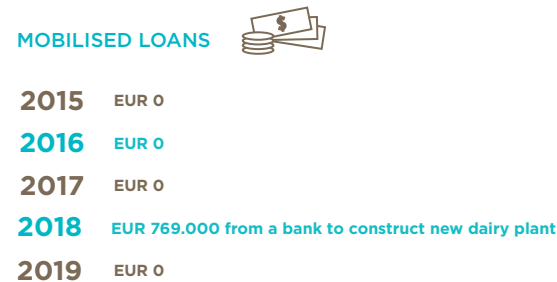 MOBILISED LOANS
$
2015 EUR 0
2016 EUR 0
2017 EUR 0
2018 EUR 769.000 from a bank to construct new dairy plant
2019 EUR 0